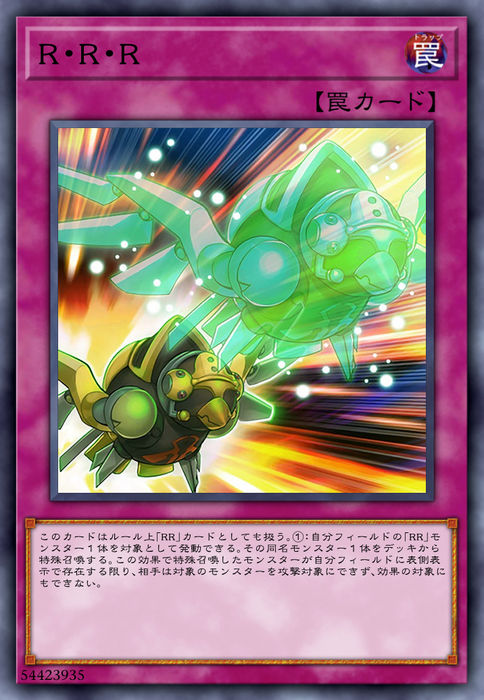 R・R・R
トラップ
罠
【罠カード】
このカードはルール上「RR」カードとしても扱う。①:自分フィールドの「RR」モ
ンスター1体を対象として発動できる。その同名モンスター1体をデッキから
特殊召喚する。この効果で特殊召喚したモンスターが自分フィールドに表側表
示で存在する限り、相手は対象のモンスターを攻撃対象にできず、効果の対象に
もできない。
54423935